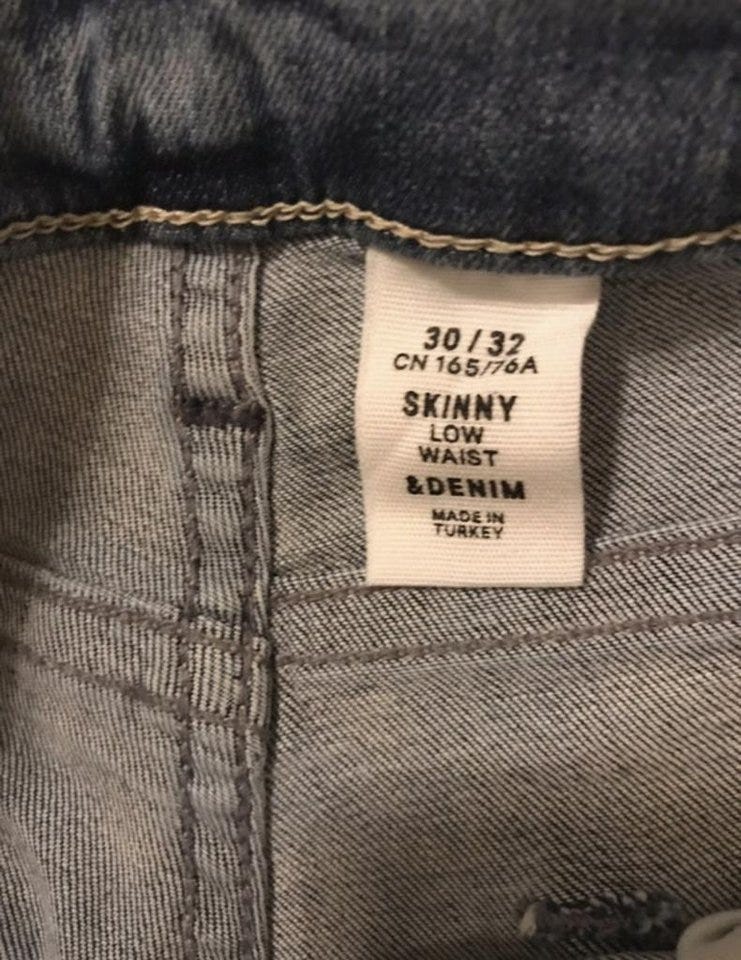 30 / 32
CN 165/76A
SKINNY
LOW
WAIST
&DENIM
MADE IN
TURKEY